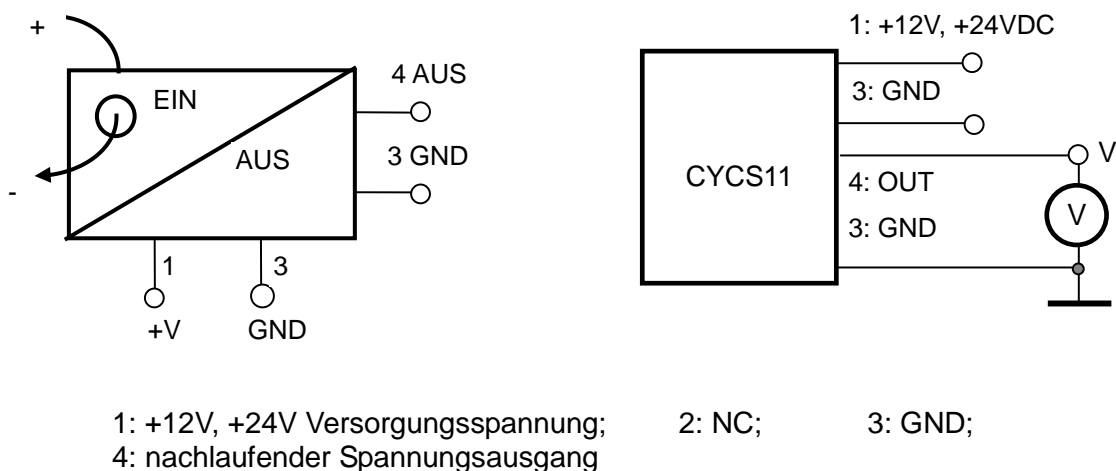 +
EIN
AUS
-
4 AUS
3 GND
1
3
+V
GND
1: +12V, +24VDC
3: GND
CYCS11
4: OUT
3: GND
V
V
1: +12V, +24V Versorgungsspannung; 2: NC; 3: GND;
4: nachlaufender Spannungsausgang